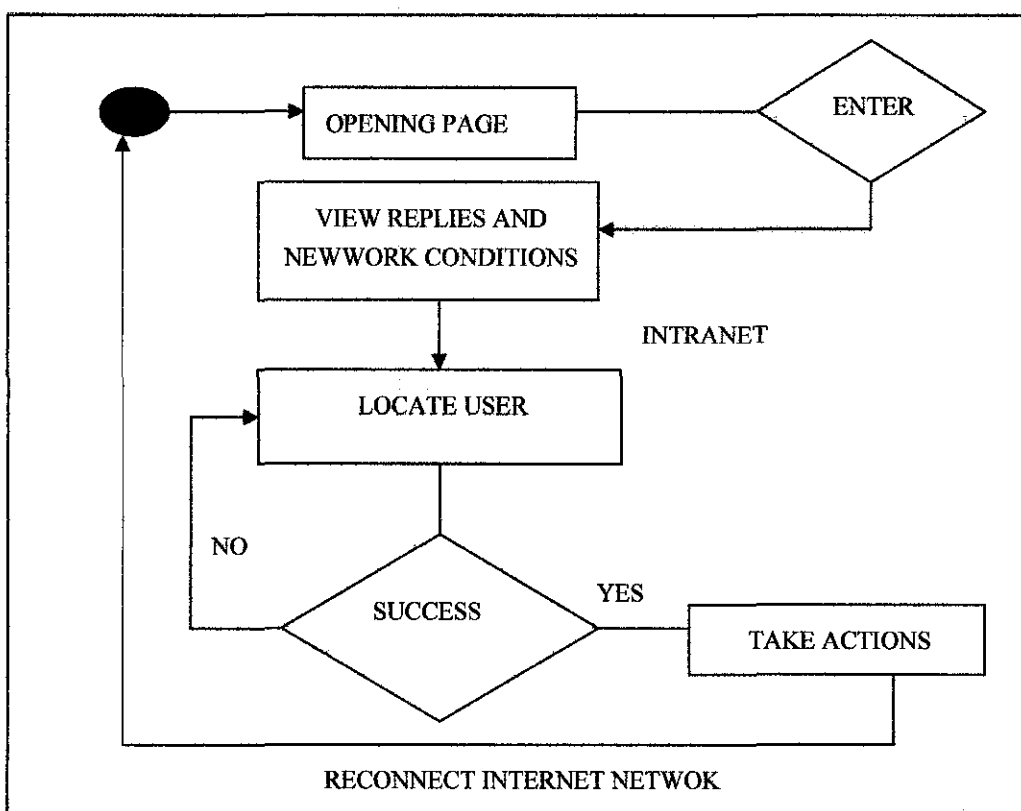 OPENING PAGE
ENTER
VIEW REPLIES AND
NEWWORK CONDITIONS
INTRANET
LOCATE USER
NO
SUCCESS
YES
TAKE ACTIONS
RECONNECT INTERNET NETWOK